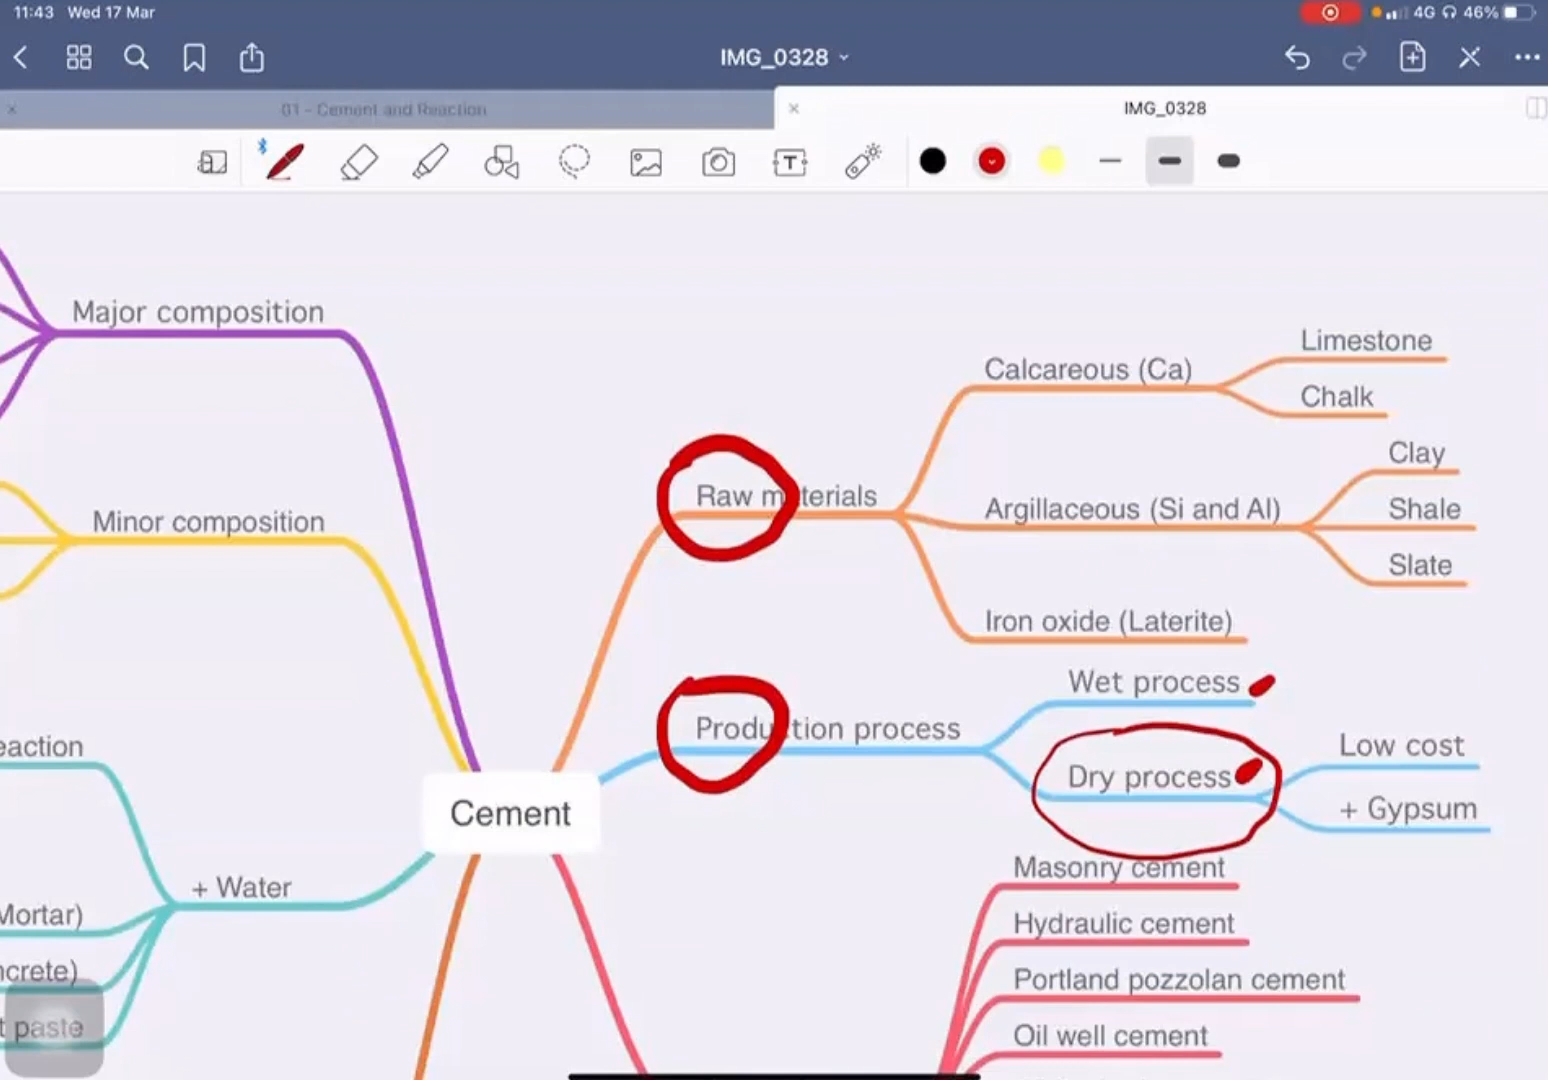 11:43 Wed 17 Mar
4G 46%
IMG_0328
01 - Cement and Reaction
IMG_0328
T
Major composition
Minor composition
eaction
+ Water
Mortar)
ncrete)
t paste
Cement
Raw materials
Calcareous (Ca)
Limestone
Chalk
Argillaceous (Si and Al)
Clay
Shale
Slate
Iron oxide (Laterite)
Production process
Wet process
Dry process
Low cost
+ Gypsum
Masonry cement
Hydraulic cement
Portland pozzolan cement
Oil well cement